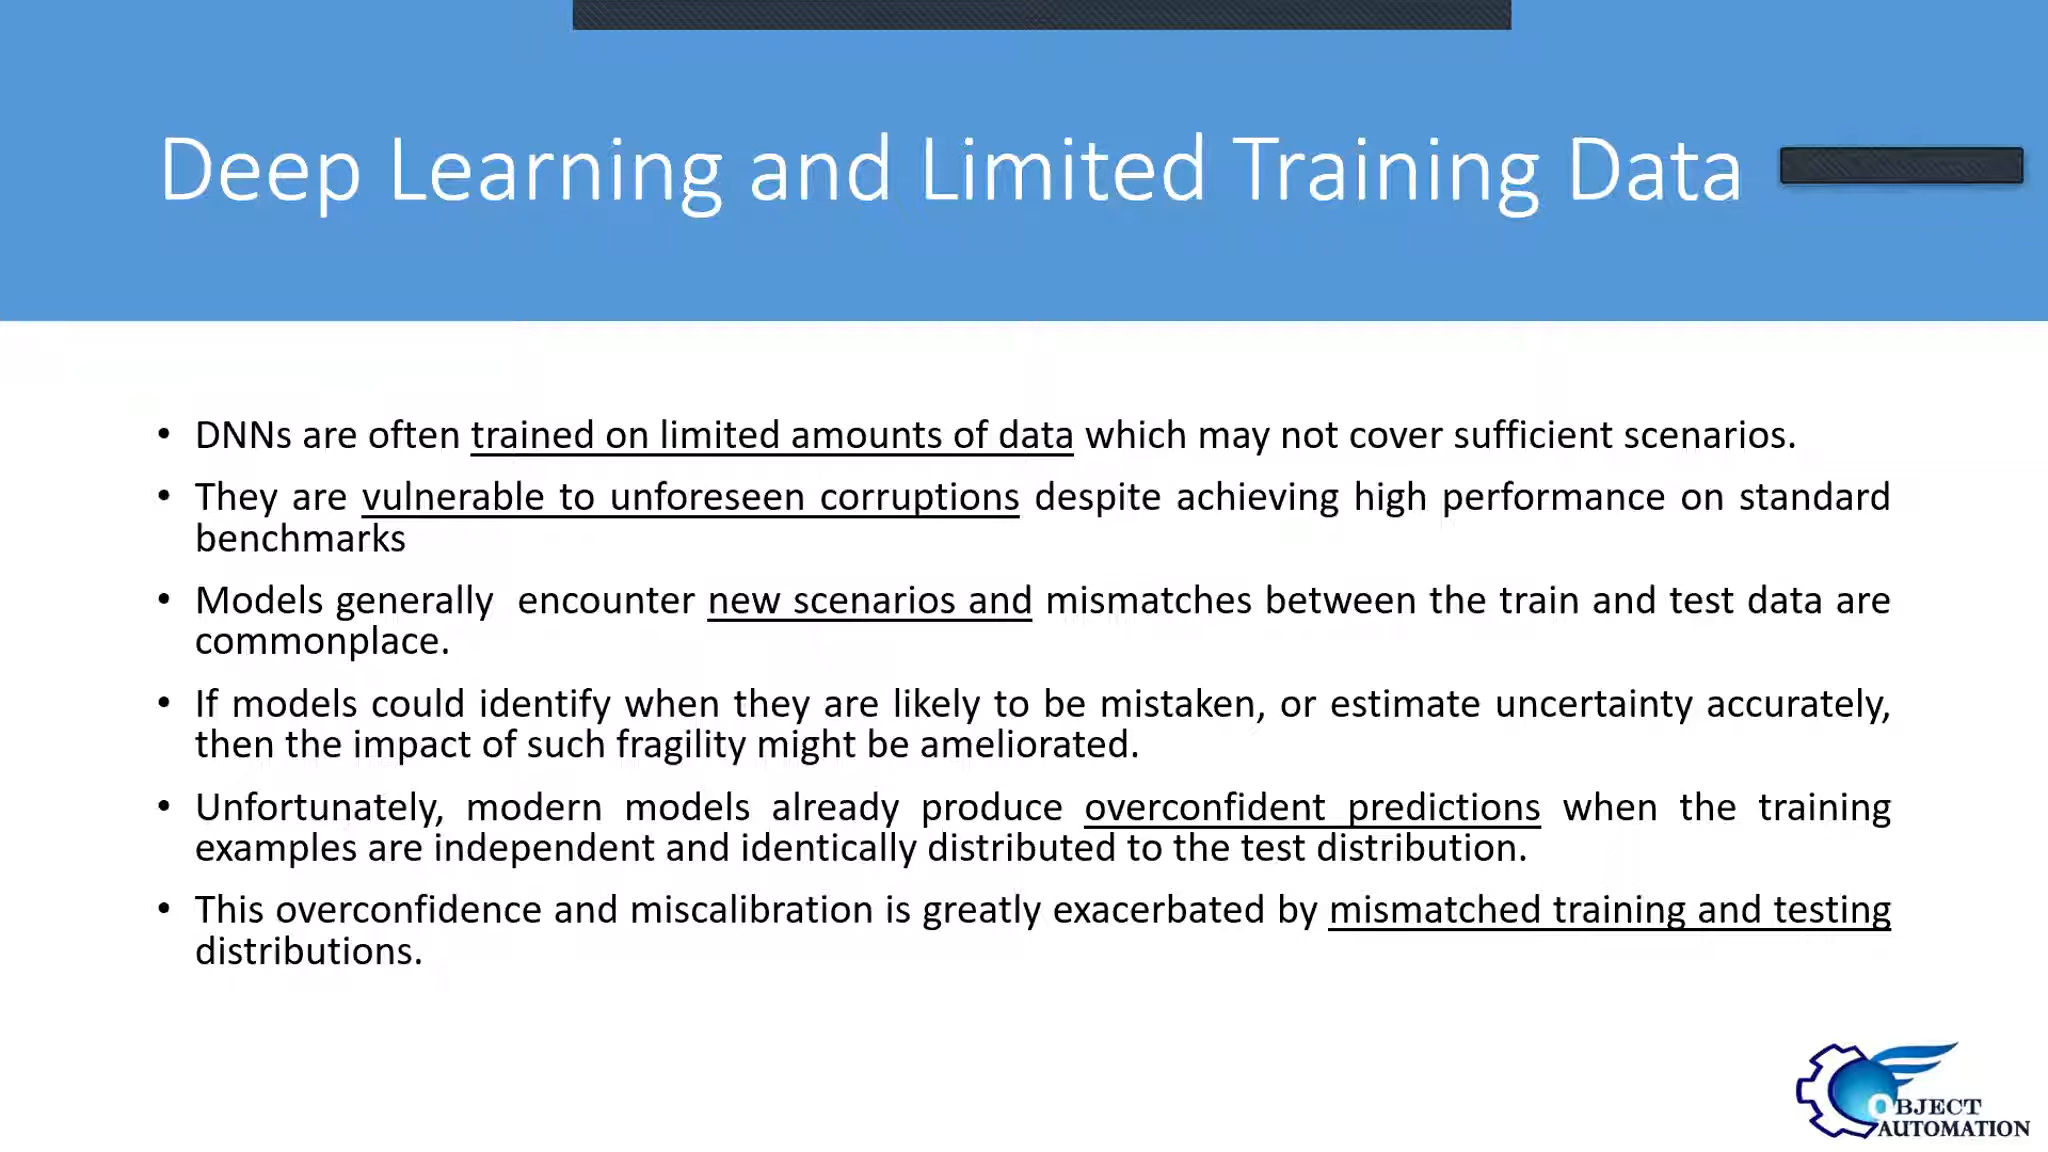 Deep Learning and Limited Training Data
• DNNs are often trained on limited amounts of data which may not cover sufficient scenarios.
• They are vulnerable to unforeseen corruptions despite achieving high performance on standard
benchmarks
• Models generally encounter new scenarios and mismatches between the train and test data are
commonplace.
• If models could identify when they are likely to be mistaken, or estimate uncertainty accurately,
then the impact of such fragility might be ameliorated.
• Unfortunately, modern models already produce overconfident predictions when the training
examples are independent and identically distributed to the test distribution.
• This overconfidence and miscalibration is greatly exacerbated by mismatched training and testing
distributions.
OBJECT
AUTOMATION